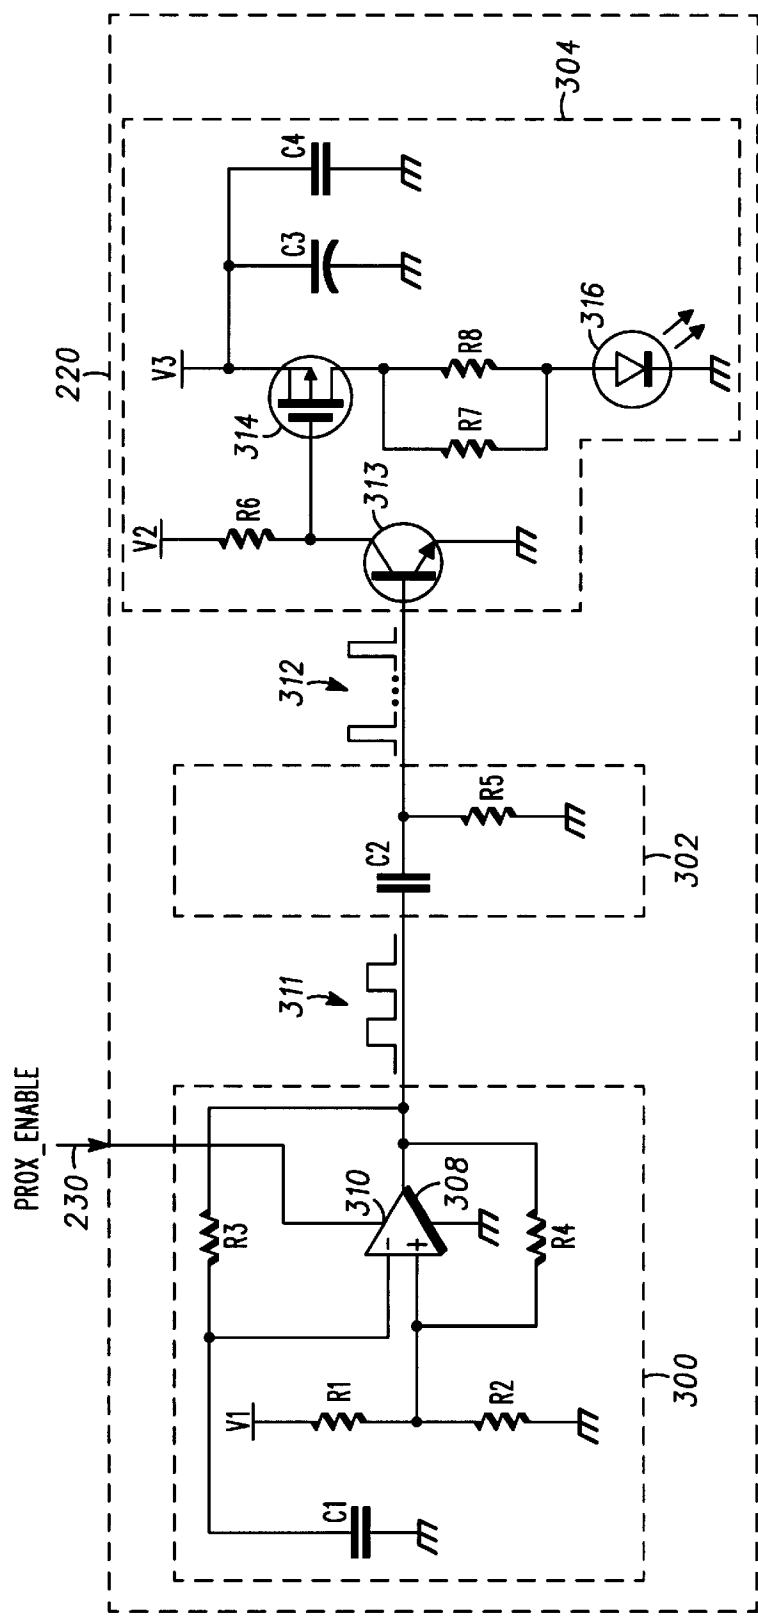 PROX_ENABLE
230
220
300
302
304
C1
V1
R1
R2
R3
R4
310
308
-
+
311
C2
R5
312
V2
R6
313
314
V3
C3
C4
R7
R8
316